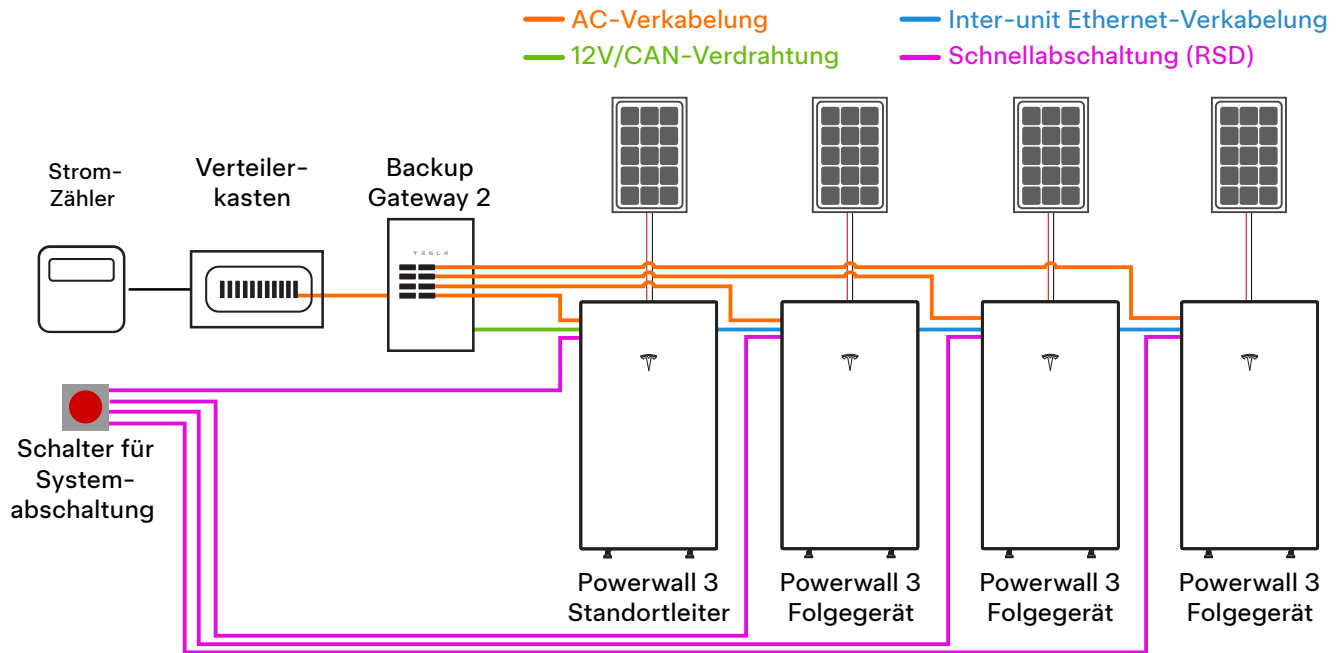 AC-Verkabelung
Inter-unit Ethernet-Verkabelung
12V/CAN-Verdrahtung
Schnellabschaltung (RSD)
Strom-
Zähler
Verteiler-
kasten
Backup
Gateway 2
TESLA
Schalter für
System-
abschaltung
Powerwall 3
Standortleiter
Powerwall 3
Folgegerät
Powerwall 3
Folgegerät
Powerwall 3
Folgegerät